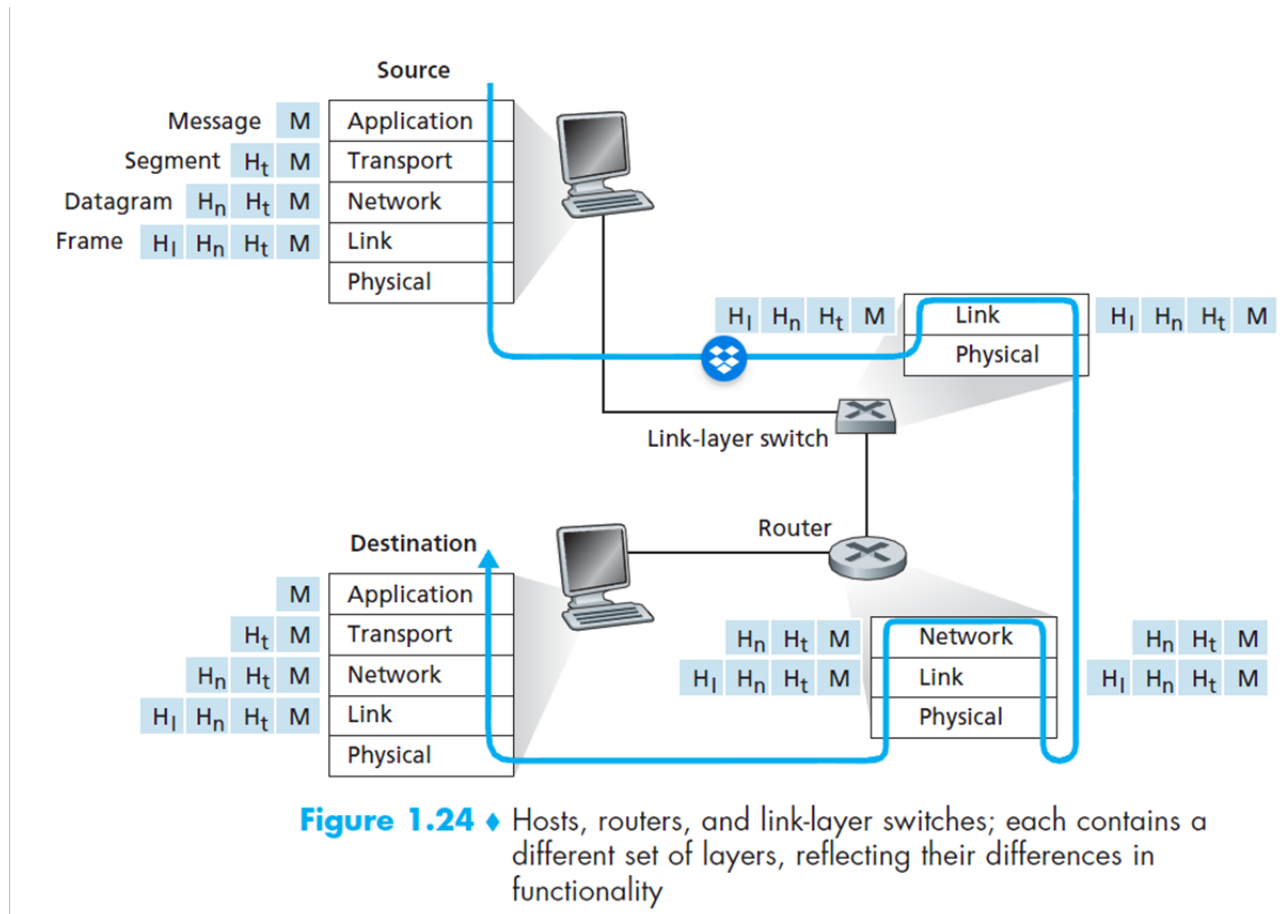 Source
Message M Application
Segment Ht M Transport
Datagram Hn Ht M Network
Frame Hl Hn Ht M Link
Physical
Hl Hn Ht M Link Hl Hn Ht M
Physical
Link-layer switch
Router
Destination
M Application
Ht M Transport
Hn Ht M Network
Hl Hn Ht M Link
Physical
Hn Ht M Network Hn Ht M
Hl Hn Ht M Link Hl Hn Ht M
Physical
Figure 1.24 ♦ Hosts, routers, and link-layer switches; each contains a
different set of layers, reflecting their differences in
functionality